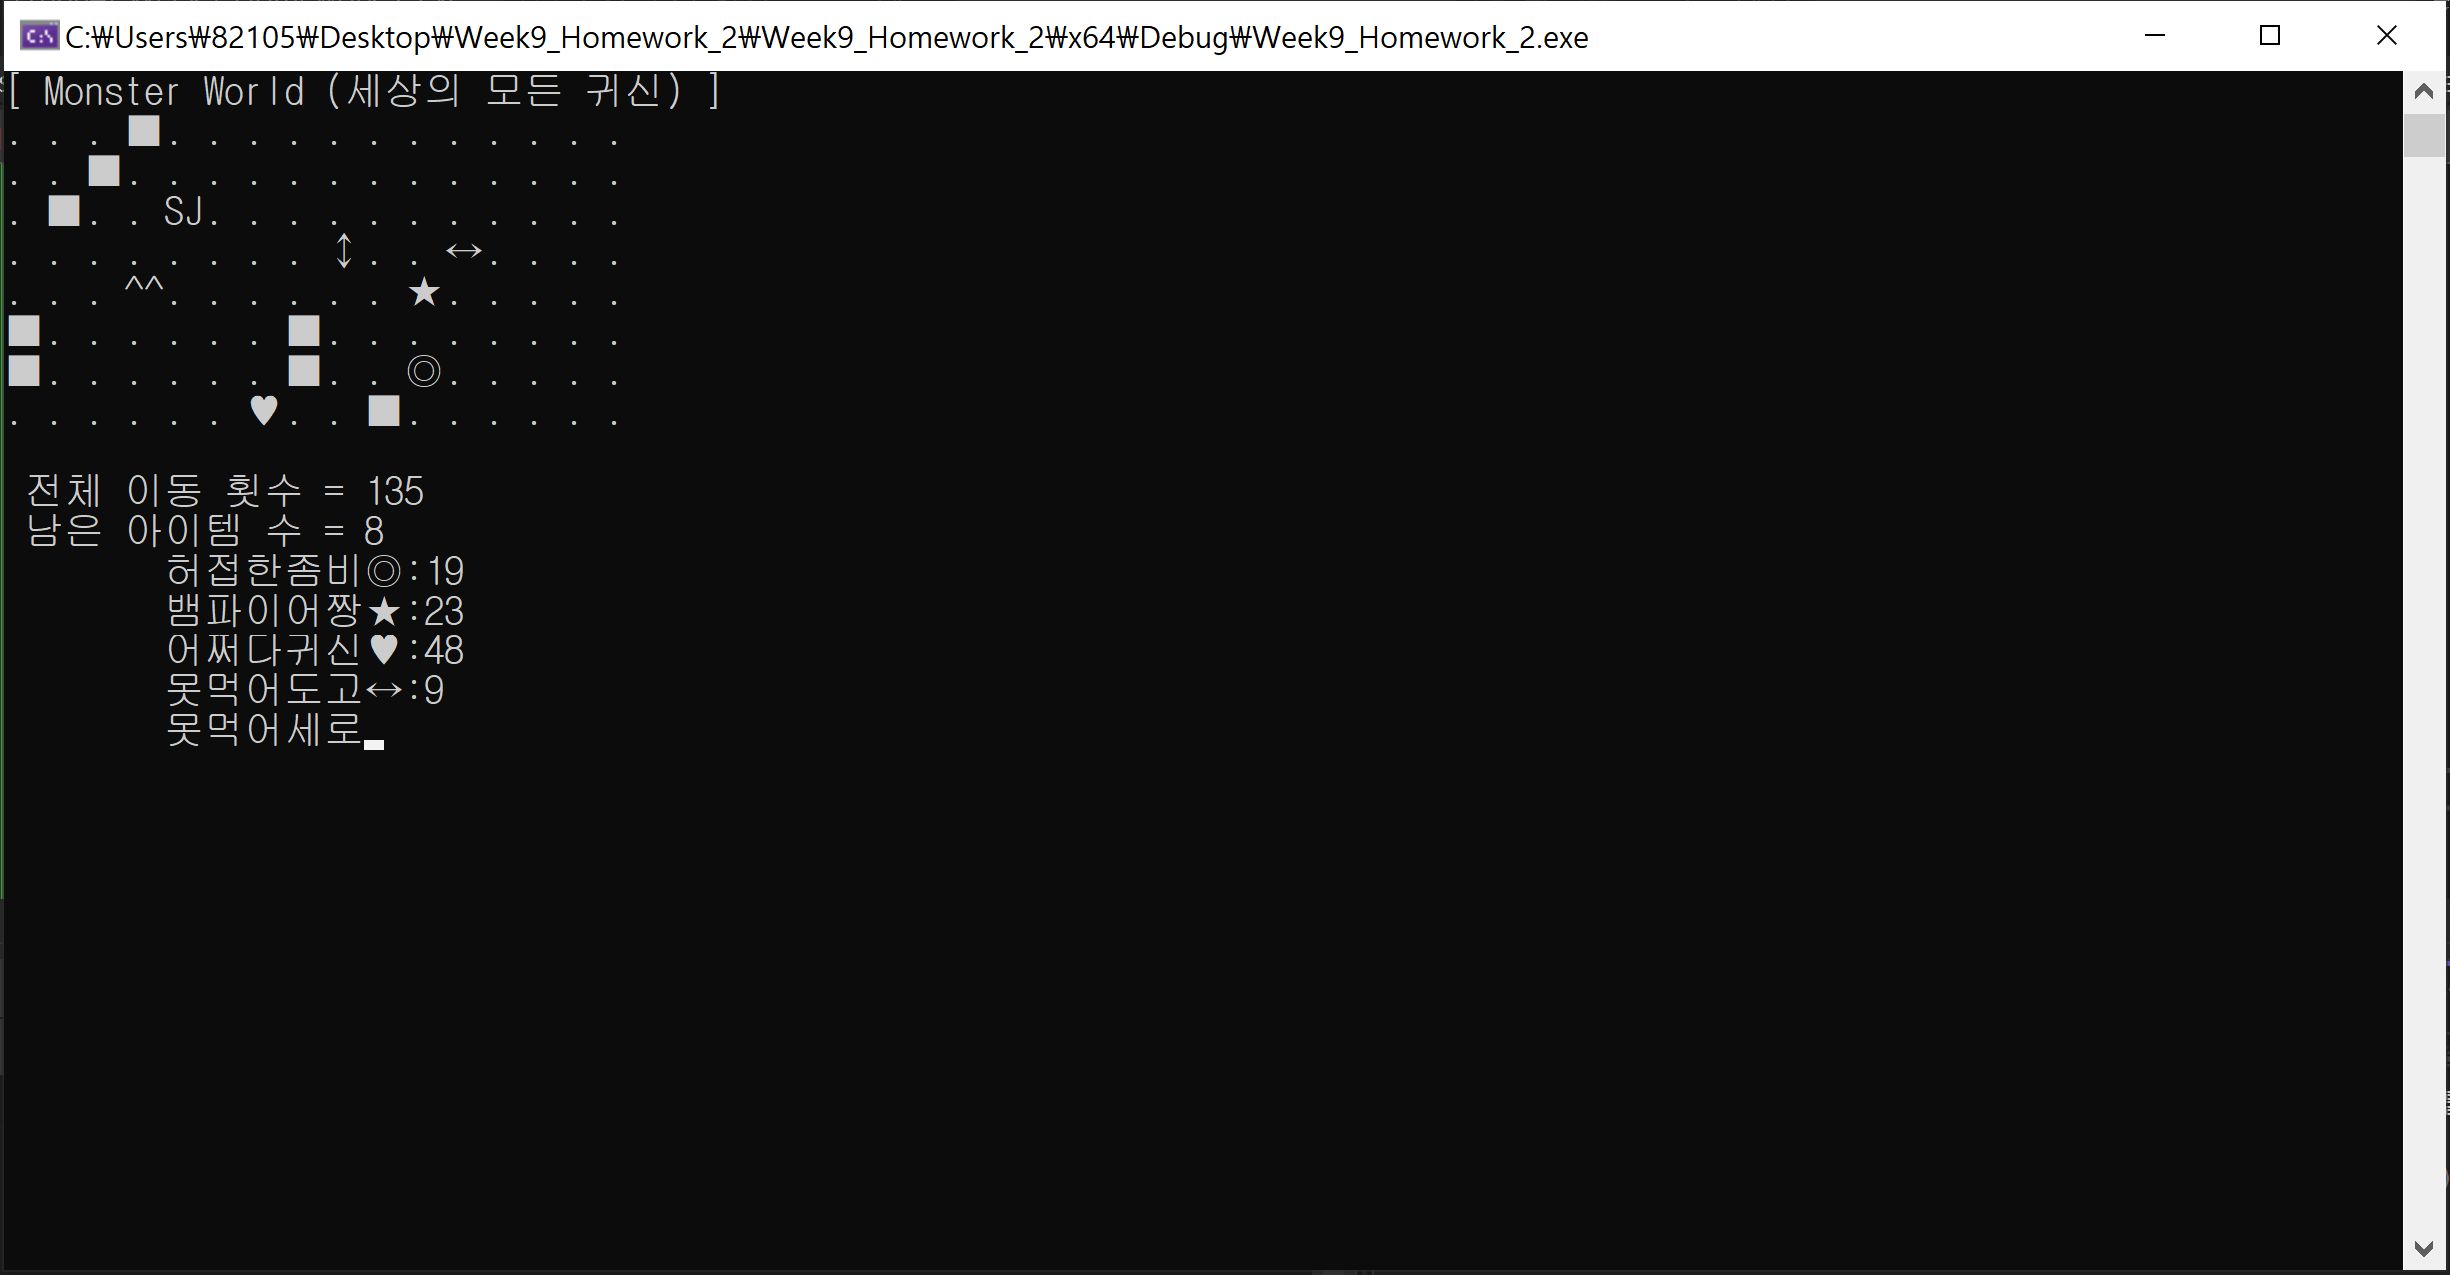 C:₩Users₩82105₩Desktop₩Week9_Homework_2₩Week9_Homework_2₩x64₩Debug₩Week9_Homework_2.exe
[ Monster World (세상의 모든 귀신) ]
. . . ■. . . . . . . . . . . .
. . ■. . . . . . . . . . . . .
. ■. . SJ. . . . . . . . . . .
. . . . . . . . ↕. . ↔. . . .
. . . ^^. . . . . . ★. . . . .
■. . . . . . ■. . . . . . . .
■. . . . . . ■. . ◎. . . . .
. . . . . . ♥. . ■. . . . . .
전체 이동 횟수 = 135
남은 아이템 수 = 8
허접한좀비◎:19
뱀파이어짱★:23
어쩌다귀신♥:48
못먹어도고↔:9
못먹어세로